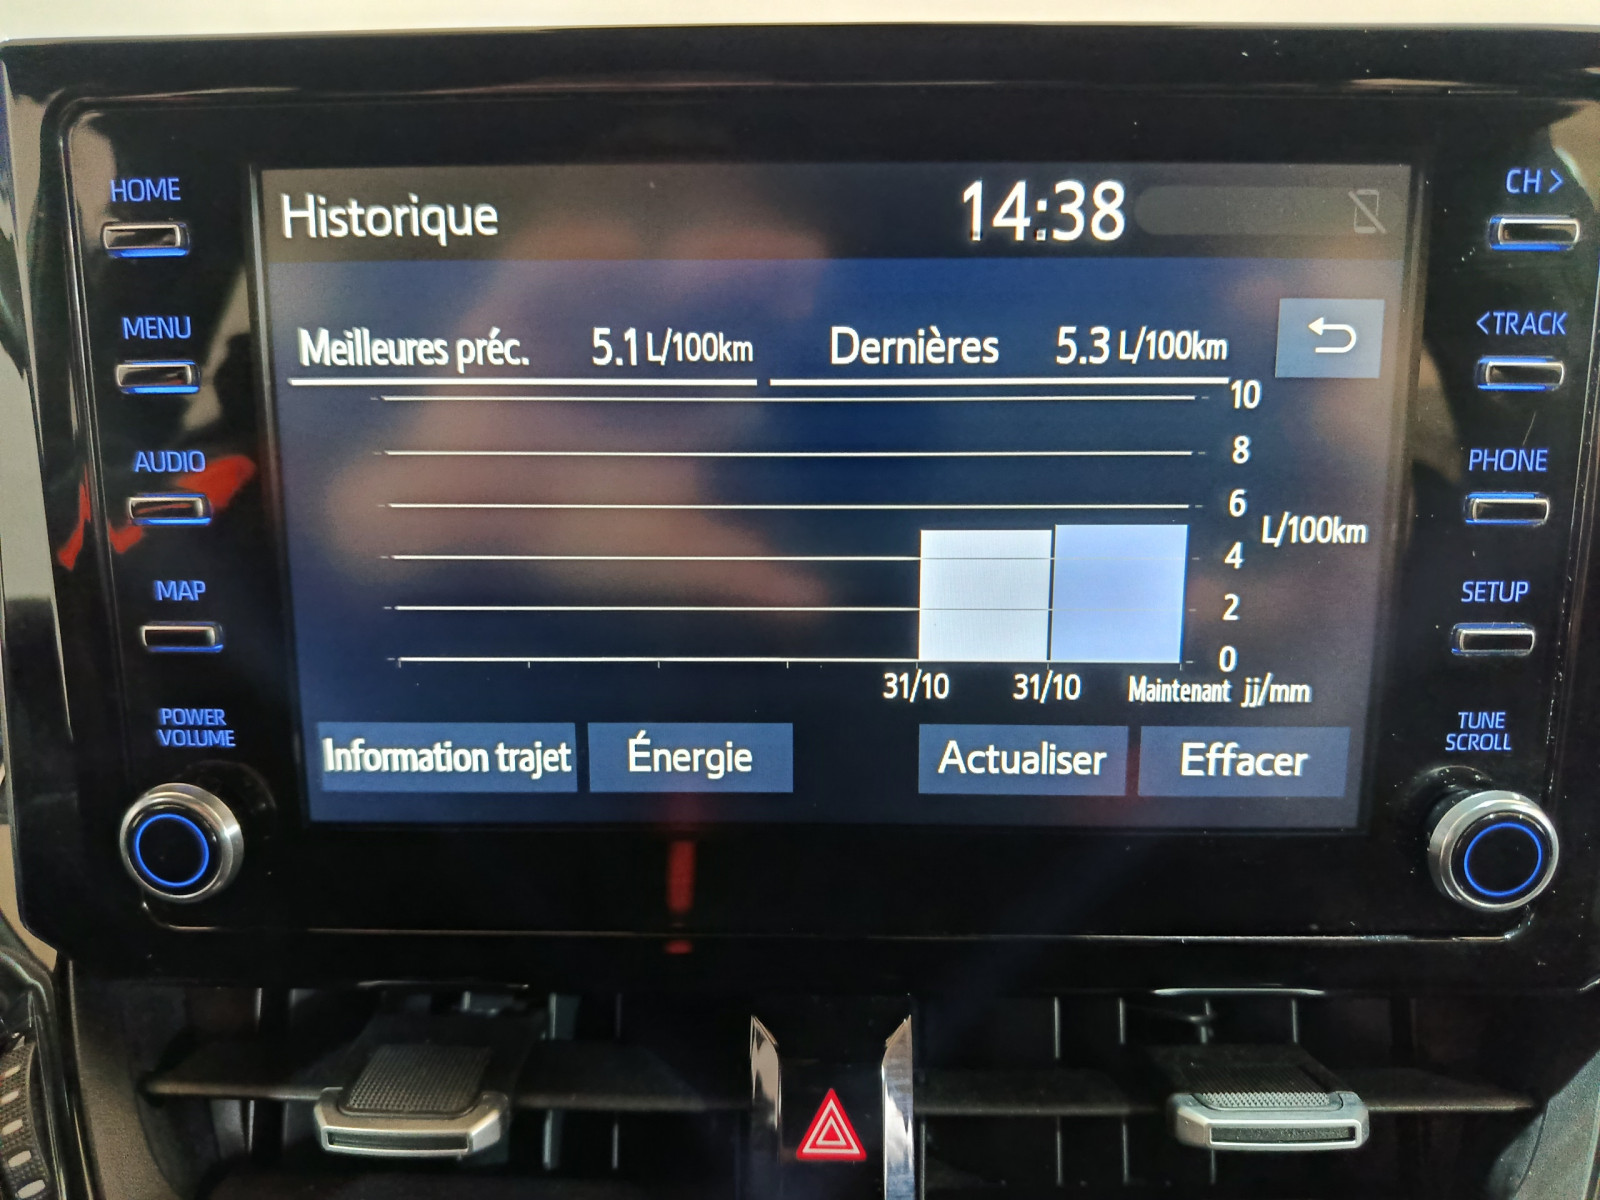 HOME
MENU
AUDIO
MAP
POWER
VOLUME
Historique
14:38
Meilleures préc. 5.1 L/100km Dernières 5.3 L/100km
10
8
6
L/100km
4
2
0
31/10 31/10 Maintenant jj/mm
Information trajet Énergie Actualiser Effacer
CH >
<TRACK
PHONE
SETUP
TUNE
SCROLL